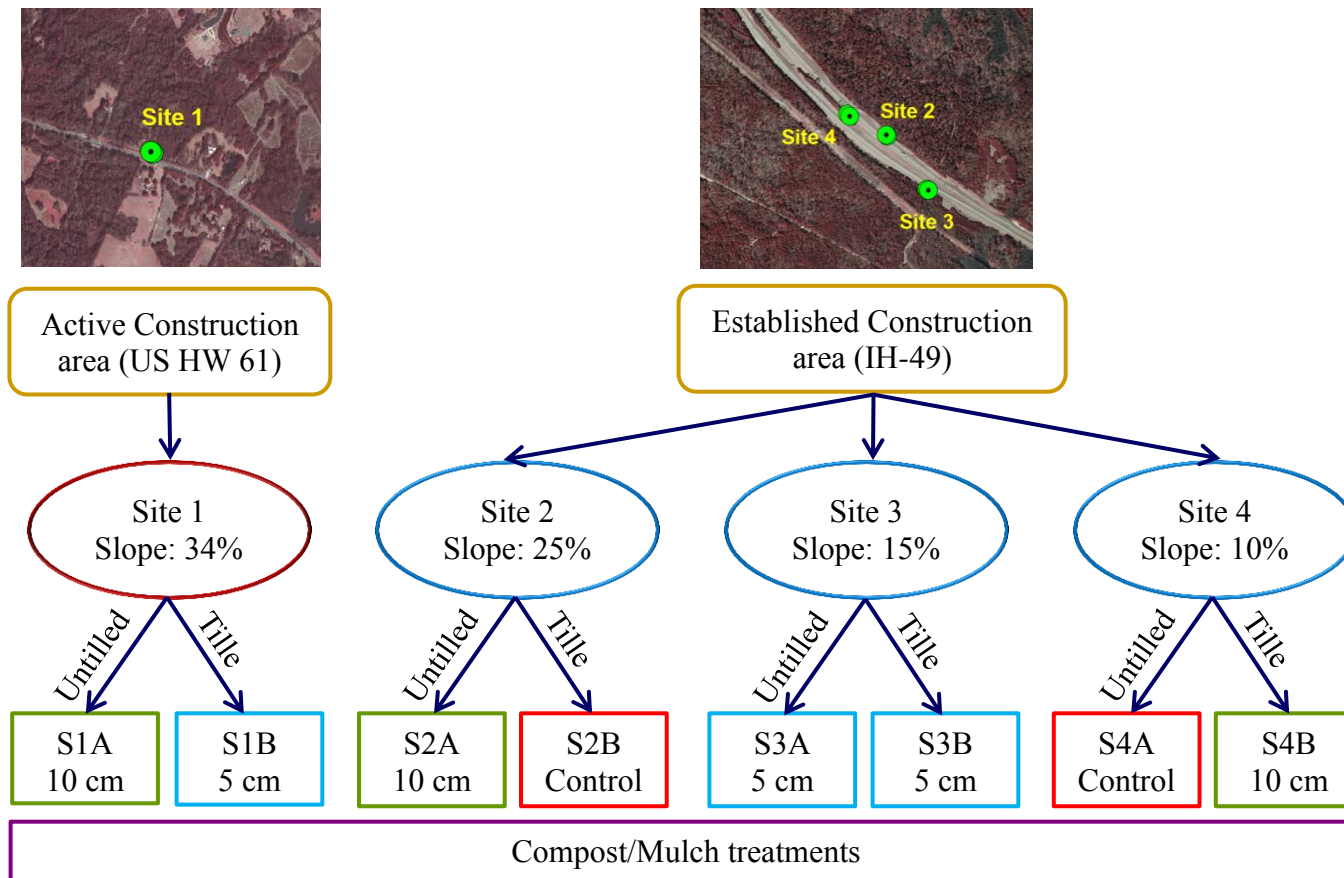 Site 1
Site 2
Site 4
Site 3
Active Construction
area (US HW 61)
Established Construction
area (IH-49)
Site 1
Slope: 34%
Site 2
Slope: 25%
Site 3
Slope: 15%
Site 4
Slope: 10%
Untilled
Tille
Untilled
Tille
Untilled
Tille
Untilled
Tille
S1A
10 cm
S1B
5 cm
S2A
10 cm
S2B
Control
S3A
5 cm
S3B
5 cm
S4A
Control
S4B
10 cm
Compost/Mulch treatments